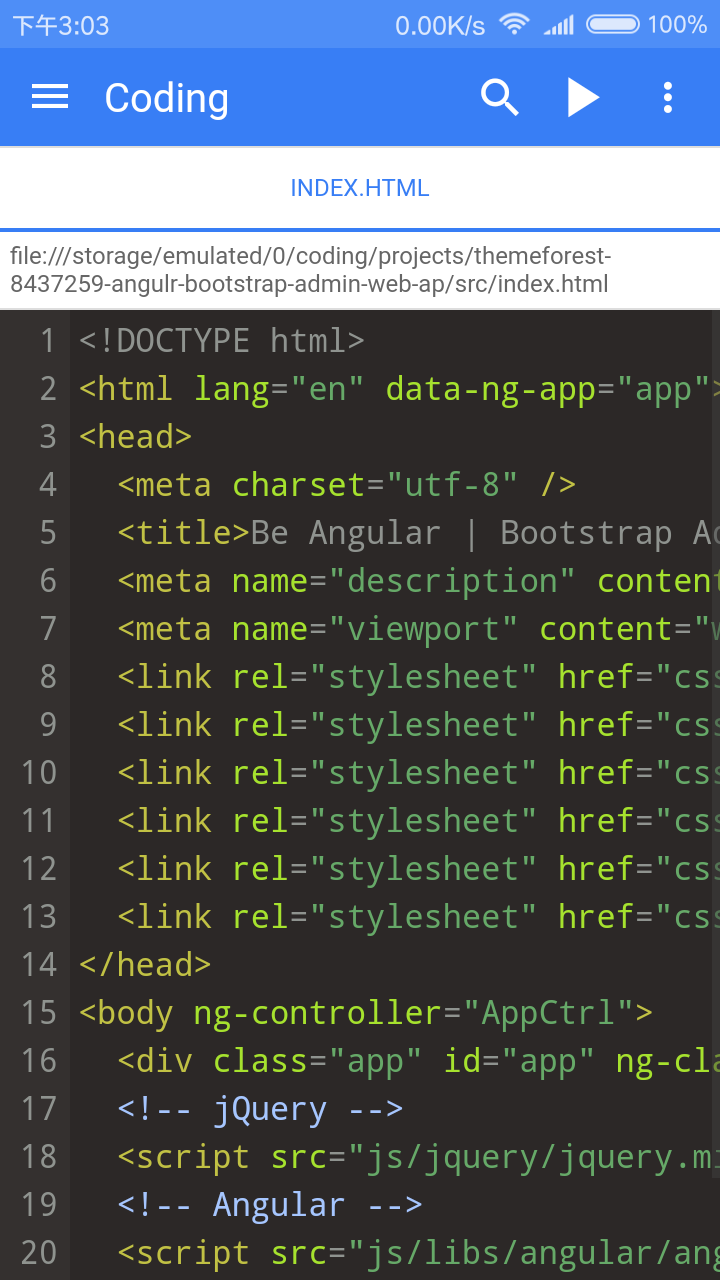 下午3:03 0.00K/s 100%
Coding
INDEX.HTML
file:///storage/emulated/0/coding/projects/themeforest-
8437259-angulr-bootstrap-admin-web-ap/src/index.html
1 <!DOCTYPE html>
2 <html lang="en" data-ng-app="app">
3 <head>
4 <meta charset="utf-8" />
5 <title>Be Angular | Bootstrap Ad
6 <meta name="description" content
7 <meta name="viewport" content="w
8 <link rel="stylesheet" href="css
9 <link rel="stylesheet" href="css
10 <link rel="stylesheet" href="css
11 <link rel="stylesheet" href="css
12 <link rel="stylesheet" href="css
13 <link rel="stylesheet" href="css
14 </head>
15 <body ng-controller="AppCtrl">
16 <div class="app" id="app" ng-cla
17 <!-- jQuery -->
18 <script src="js/jquery/jquery.mi
19 <!-- Angular -->
20 <script src="js/libs/angular/ang